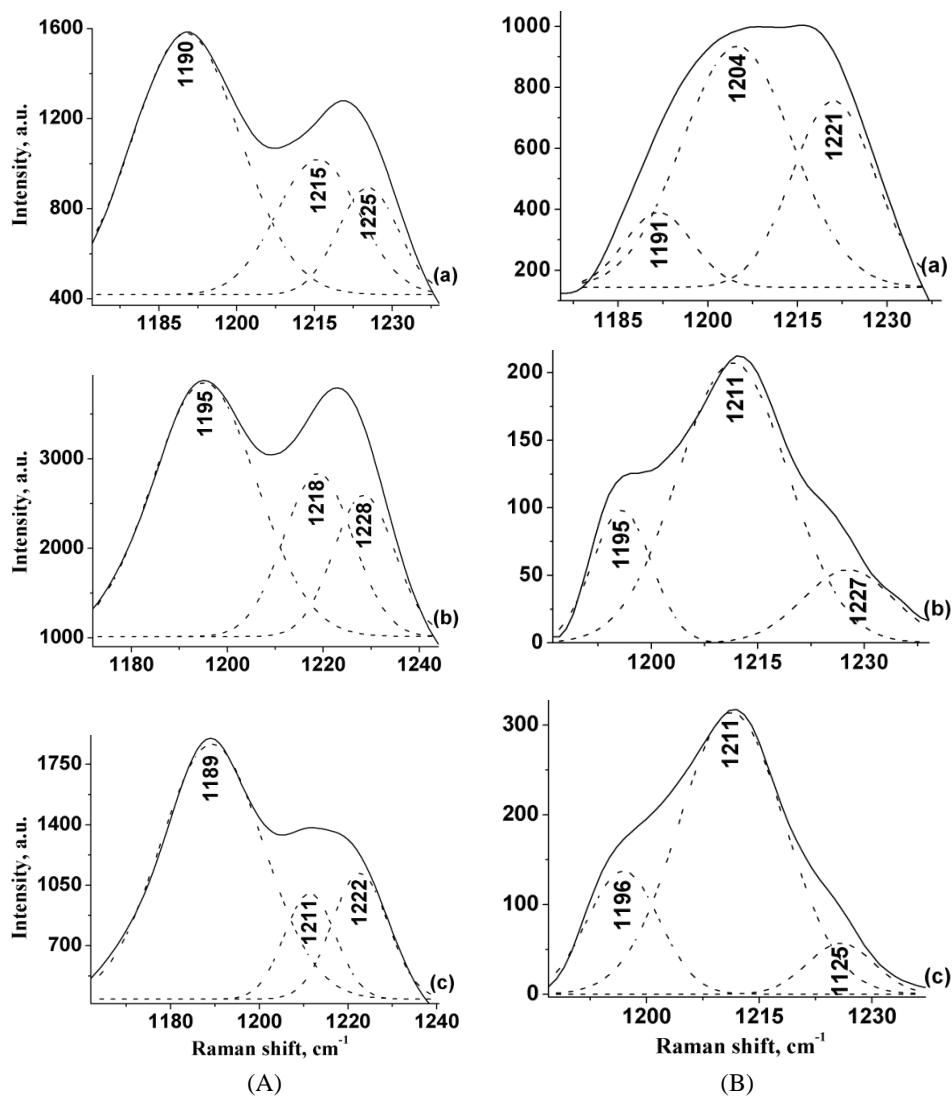 1600
1200
800
400
Intensity, a.u.
1190
1215
1225
(a)
1185 1200 1215 1230
3000
2000
1000
1195
1218
1228
(b)
1180 1200 1220 1240
1750
1400
1050
700
Intensity, a.u.
1189
1211
1222
(c)
1180 1200 1220 1240
Raman shift, cm-1
(A)
1000
800
600
400
200
1191
1204
1221
(a)
1185 1200 1215 1230
200
150
100
50
0
1195
1211
1227
(b)
1200 1215 1230
300
200
100
0
1196
1211
1125
(c)
1200 1215 1230
Raman shift, cm-1
(B)